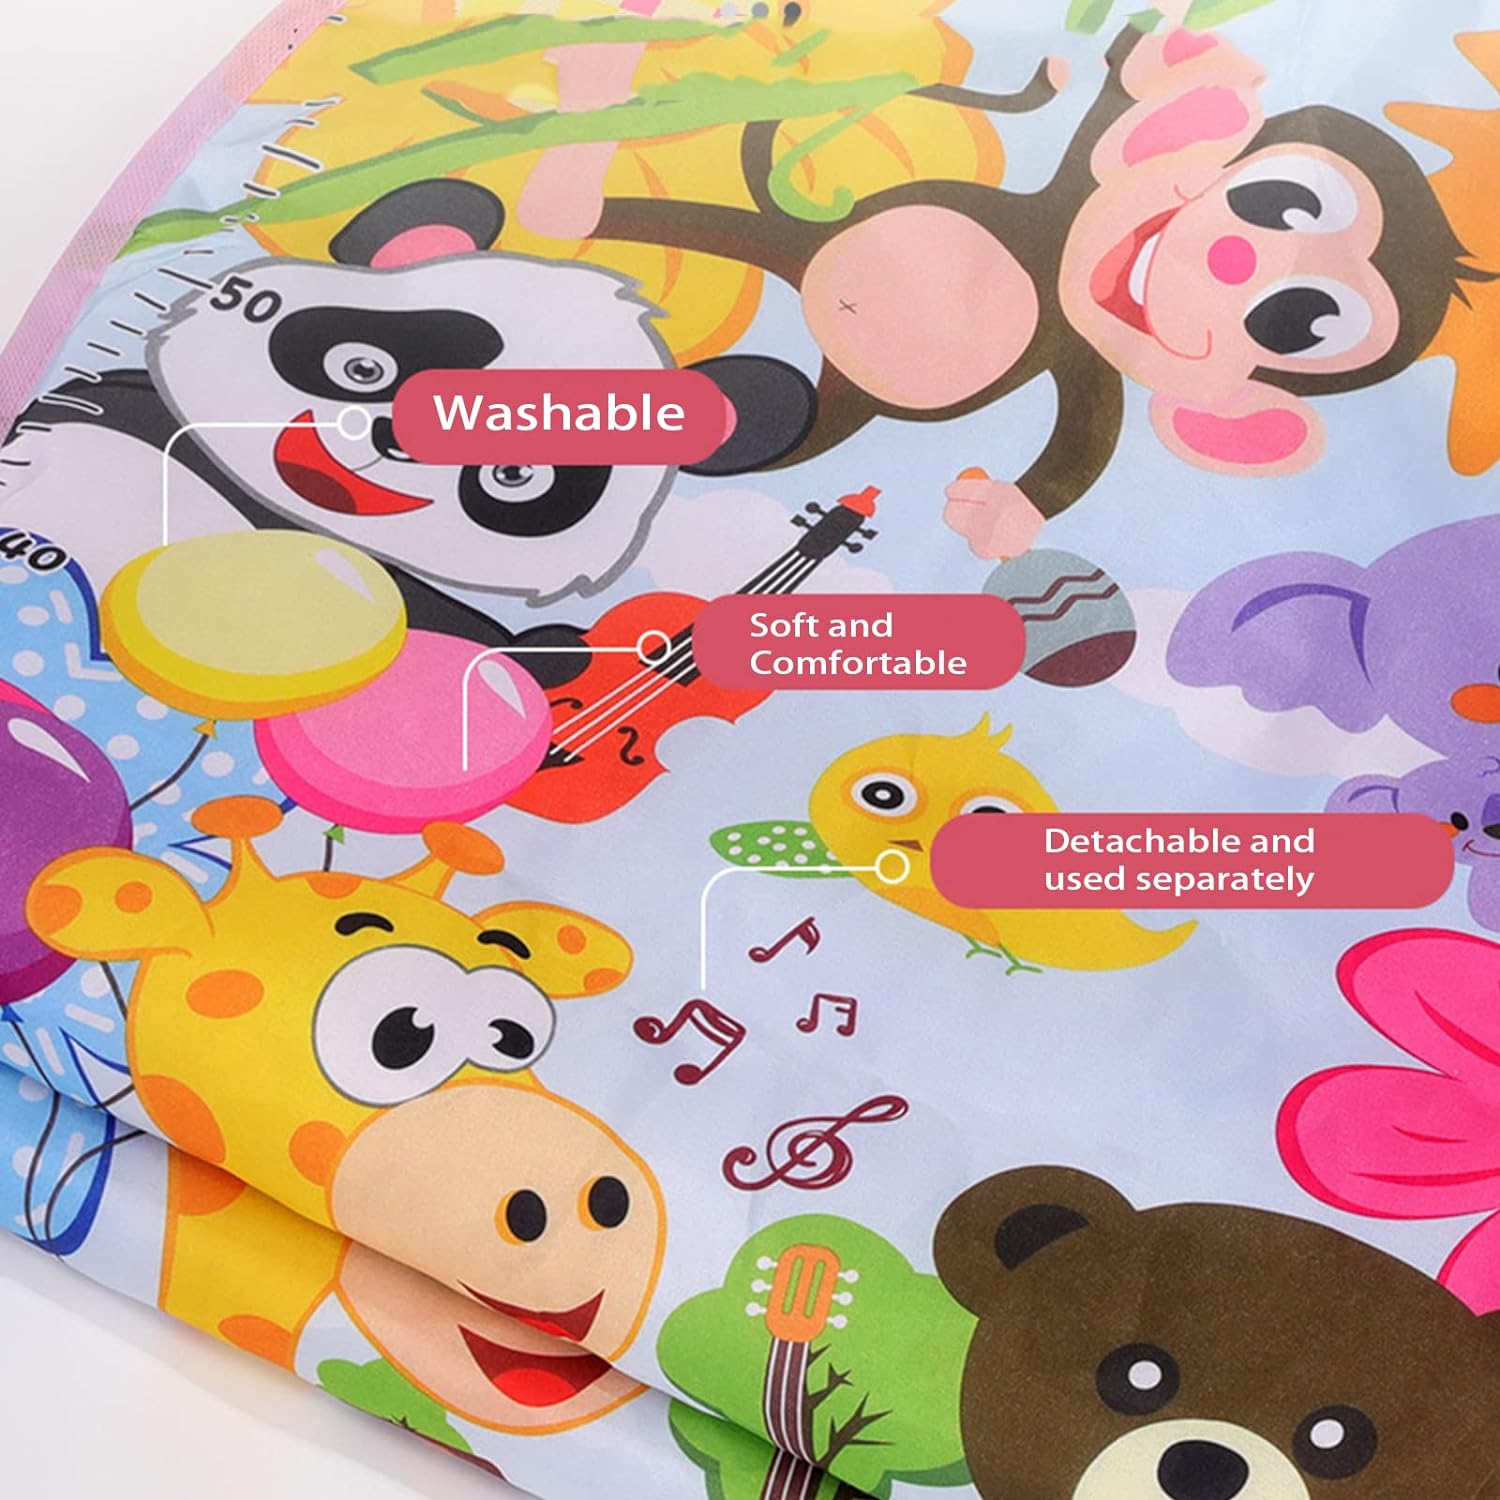 50
Washable
40
Soft and
Comfortable
Detachable and
used separately